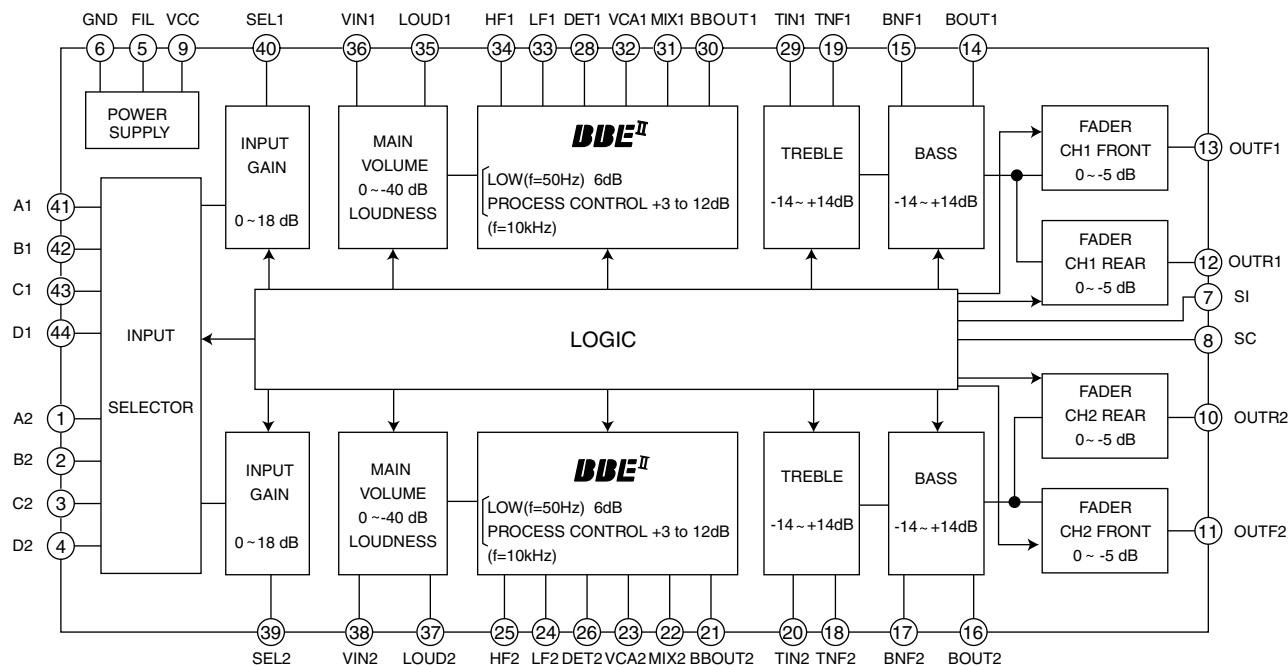 GND FIL VCC SEL1 VIN1 LOUD1 HF1 LF1 DET1 VCA1 MIX1 BBOUT1 TIN1 TNF1 BNF1 BOUT1
6 5 9 40 36 35 34 33 28 32 31 30 29 19 15 14
POWER
SUPPLY
INPUT
GAIN
0~18 dB
MAIN
VOLUME
0~-40 dB
LOUDNESS
BBE II
LOW(f=50Hz) 6dB
PROCESS CONTROL +3 to 12dB
(f=10kHz)
TREBLE
-14~+14dB
BASS
-14~+14dB
FADER
CH1 FRONT
0~-5 dB
13 OUTF1
FADER
CH1 REAR
0~-5 dB
12 OUTR1
7 SI
8 SC
A1 41
B1 42
C1 43
D1 44
INPUT
SELECTOR
LOGIC
A2 1
B2 2
C2 3
D2 4
INPUT
GAIN
0~18 dB
MAIN
VOLUME
0~-40 dB
LOUDNESS
BBE II
LOW(f=50Hz) 6dB
PROCESS CONTROL +3 to 12dB
(f=10kHz)
TREBLE
-14~+14dB
BASS
-14~+14dB
FADER
CH2 REAR
0~-5 dB
10 OUTR2
FADER
CH2 FRONT
0~ -5 dB
11 OUTF2
39 38 37 25 24 26 23 22 21 20 18 17 16
SEL2 VIN2 LOUD2 HF2 LF2 DET2 VCA2 MIX2 BBOUT2 TIN2 TNF2 BNF2 BOUT2